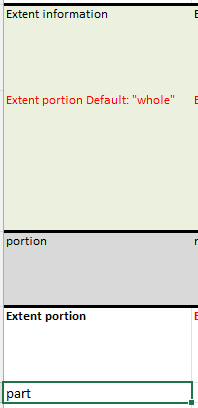 Extent information
Extent portion Default: "whole"
portion
Extent portion
part